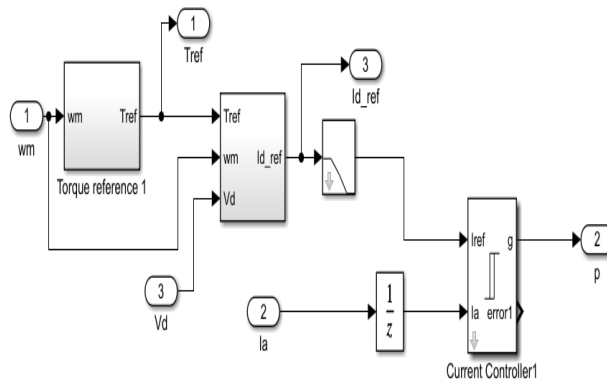 1
Tref
3
Id_ref
1
wm
wm
Tref
Torque reference 1
Tref
wm
Vd
Id_ref
3
Vd
2
Ia
1
z
Iref
g
Ia
error1
Current Controller1
2
p